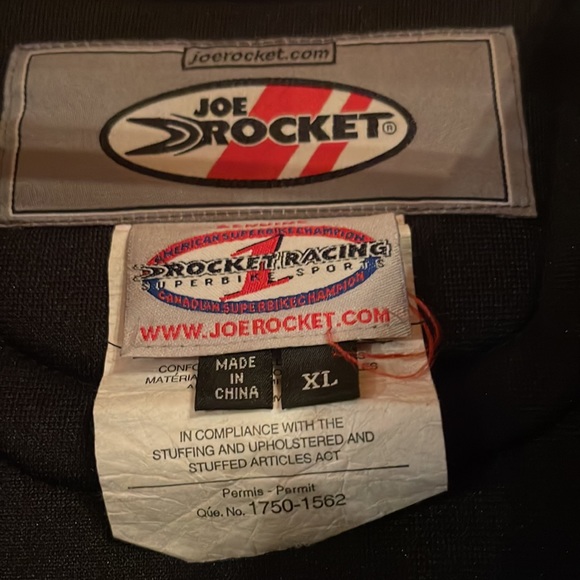 joerocket.com
JOE
ROCKET®
AMERICAN SUPERBIKE CHAMPION
1
ROCKET RACING
SUPERBIKE SPORTS
CANADIAN SUPERBIKE CHAMPION
WWW.JOEROCKET.COM
MADE
IN
CHINA
XL
IN COMPLIANCE WITH THE
STUFFING AND UPHOLSTERED AND
STUFFED ARTICLES ACT
Permis - Permit
Qúe. No. 1750-1562